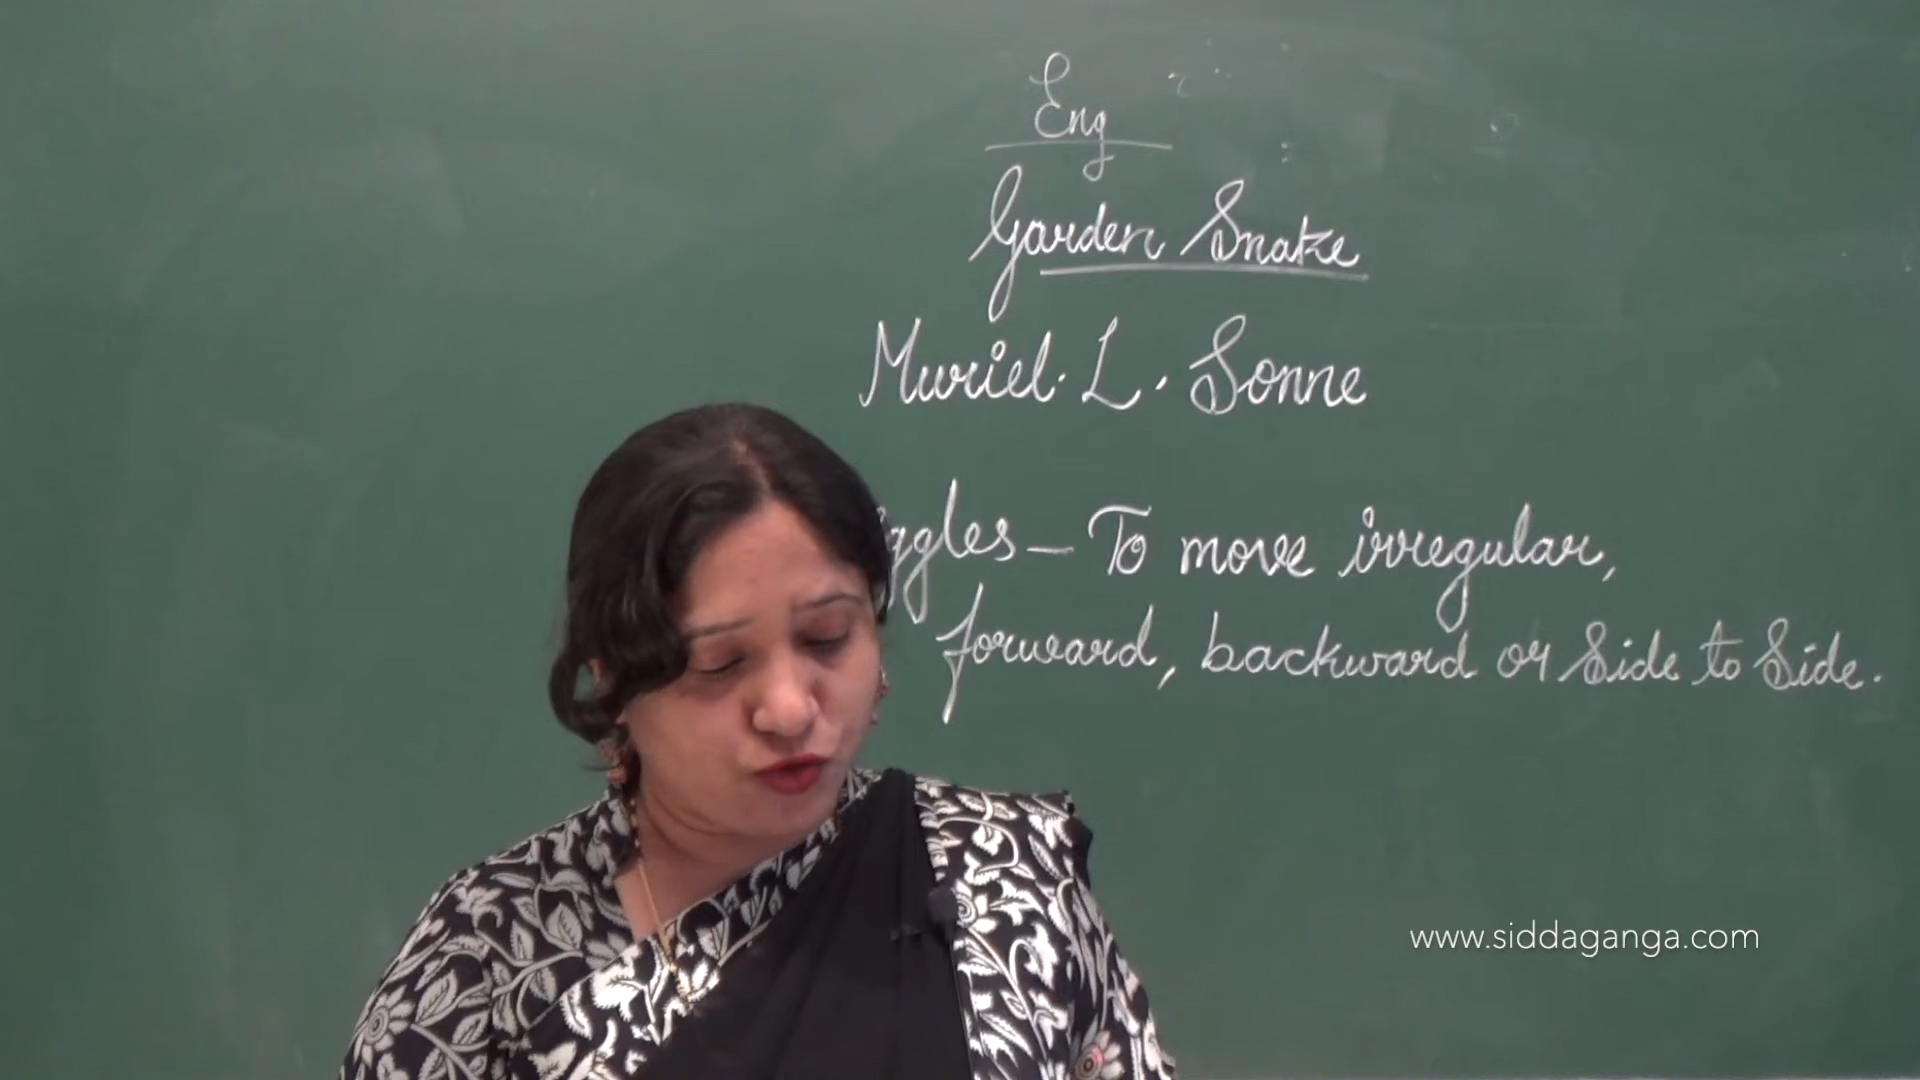 Eng
Garden Snake
Muriel. L. Sonne
ggles – To move irregular,
forward, backward or Side to Side.
www.siddaganga.com